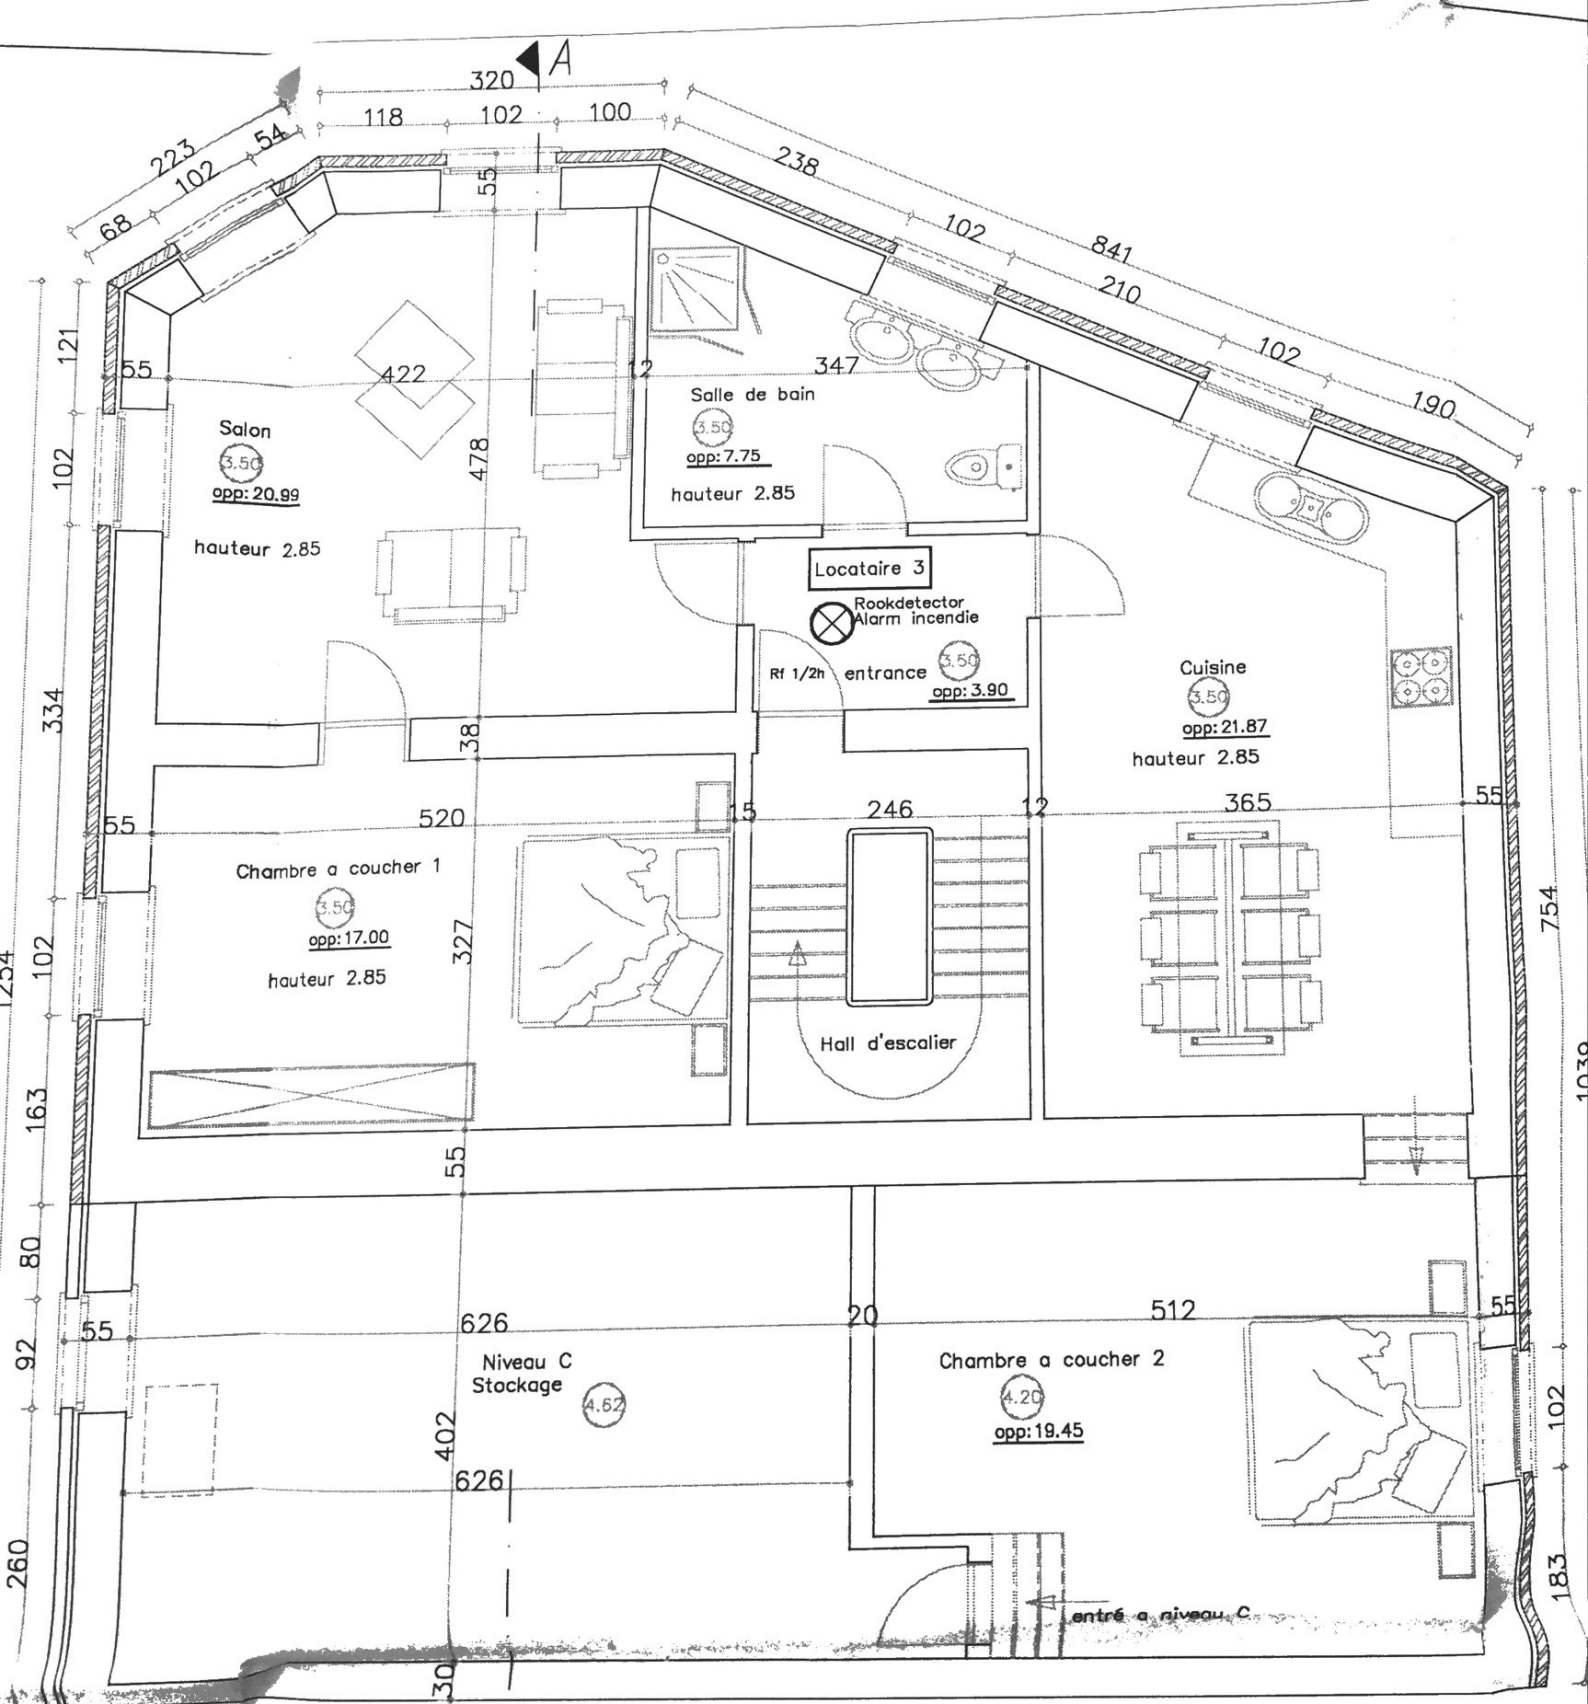 A
320
118 102 100
223
68 102 54
55
238
102
841
210
102
190
121
55
422
12
347
Salon
3.50
opp: 20.99
hauteur 2.85
102
478
Salle de bain
3.50
opp: 7.75
hauteur 2.85
Locataire 3
Rookdetector
Alarm incendie
Rf 1/2h entrance
3.50
opp: 3.90
Cuisine
3.50
opp: 21.87
hauteur 2.85
334
38
55
520
15
246
12
365
55
Chambre a coucher 1
3.50
opp: 17.00
hauteur 2.85
327
754
102
1254
Hall d'escalier
1039
163
55
80
92
55
626
20
512
55
Niveau C
Stockage
4.62
Chambre a coucher 2
4.20
opp: 19.45
402
102
626
260
183
entré a niveau C
30